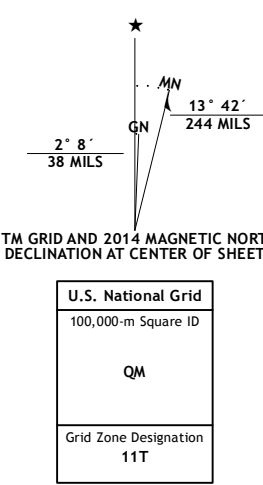 MN
GN
13° 42´
244 MILS
2° 8´
38 MILS
TM GRID AND 2014 MAGNETIC NORT
DECLINATION AT CENTER OF SHEET
U.S. National Grid
100,000-m Square ID
QM
Grid Zone Designation
11T